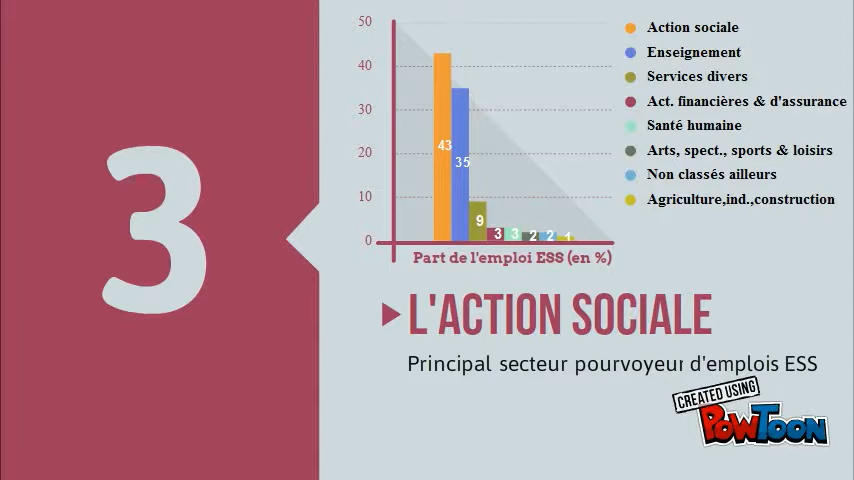 3
50
40
30
20
10
0
43
35
9
3
3
2
2
1
Part de l'emploi ESS (en %)
Action sociale
Enseignement
Services divers
Act. financières & d'assurance
Santé humaine
Arts, spect., sports & loisirs
Non classés ailleurs
Agriculture,ind.,construction
L'ACTION SOCIALE
Principal secteur pourvoyeur d'emplois ESS
CREATED USING
POWTOON